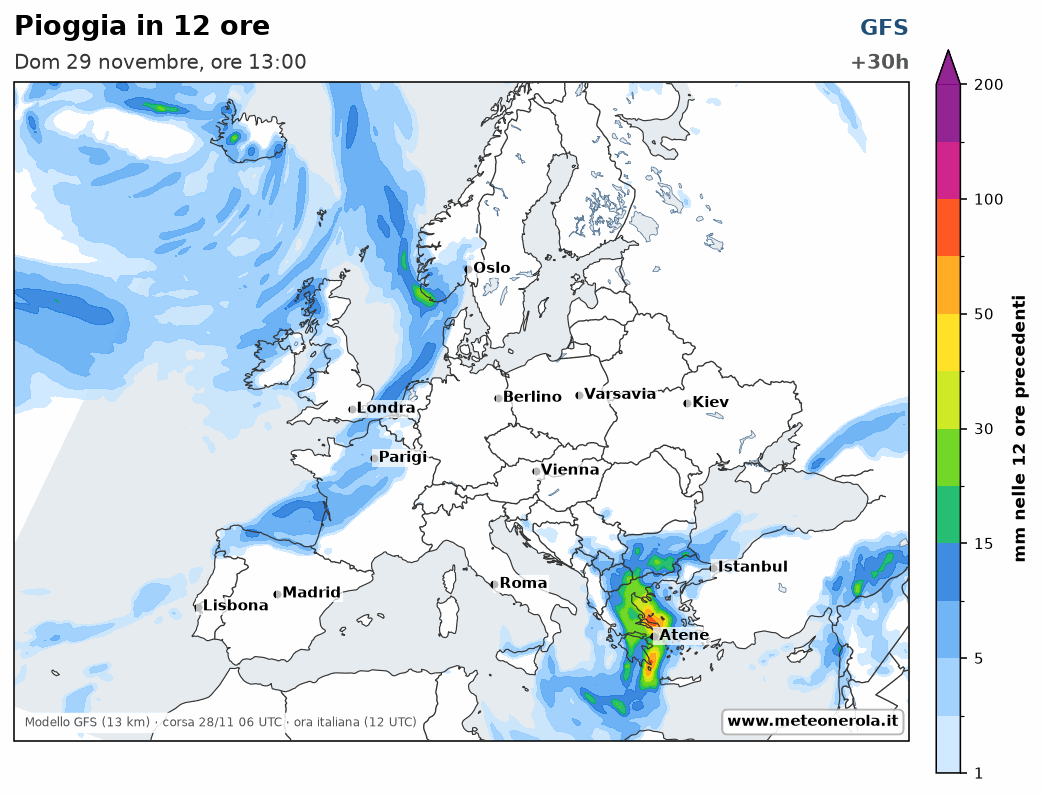 Pioggia in 12 ore
GFS
Dom 29 novembre, ore 13:00
+30h
200
100
50
30
15
5
1
mm nelle 12 ore precedenti
Oslo
Berlino
Varsavia
Kiev
Londra
Parigi
Vienna
Istanbul
Roma
Madrid
Lisbona
Atene
Modello GFS (13 km) · corsa 28/11 06 UTC · ora italiana (12 UTC)
www.meteonerola.it